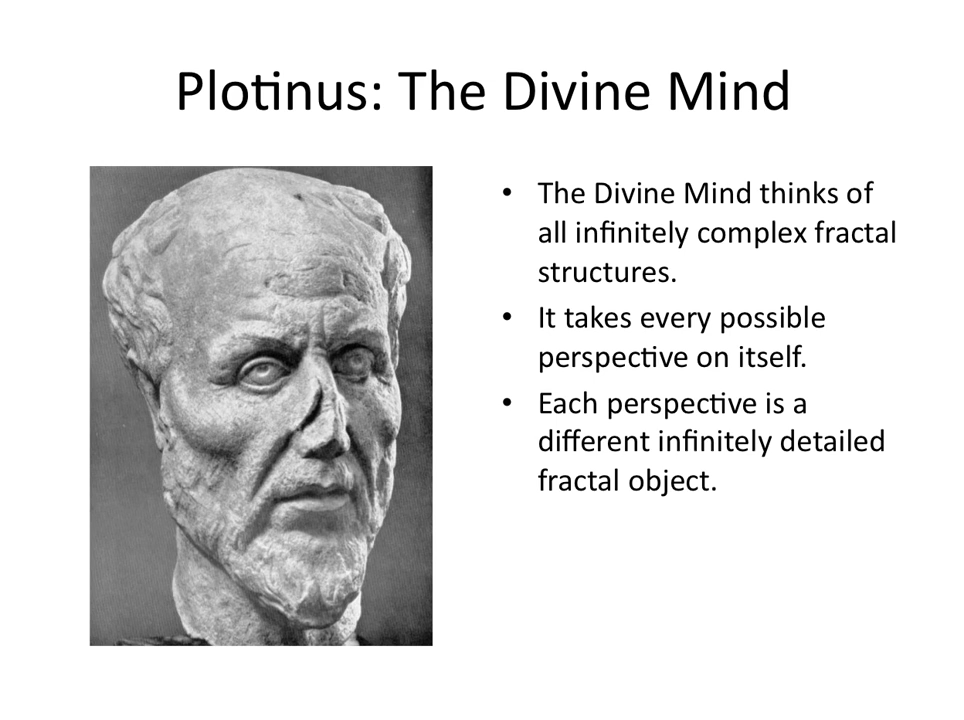 Plotinus: The Divine Mind
• The Divine Mind thinks of
all infinitely complex fractal
structures.
• It takes every possible
perspective on itself.
• Each perspective is a
different infinitely detailed
fractal object.